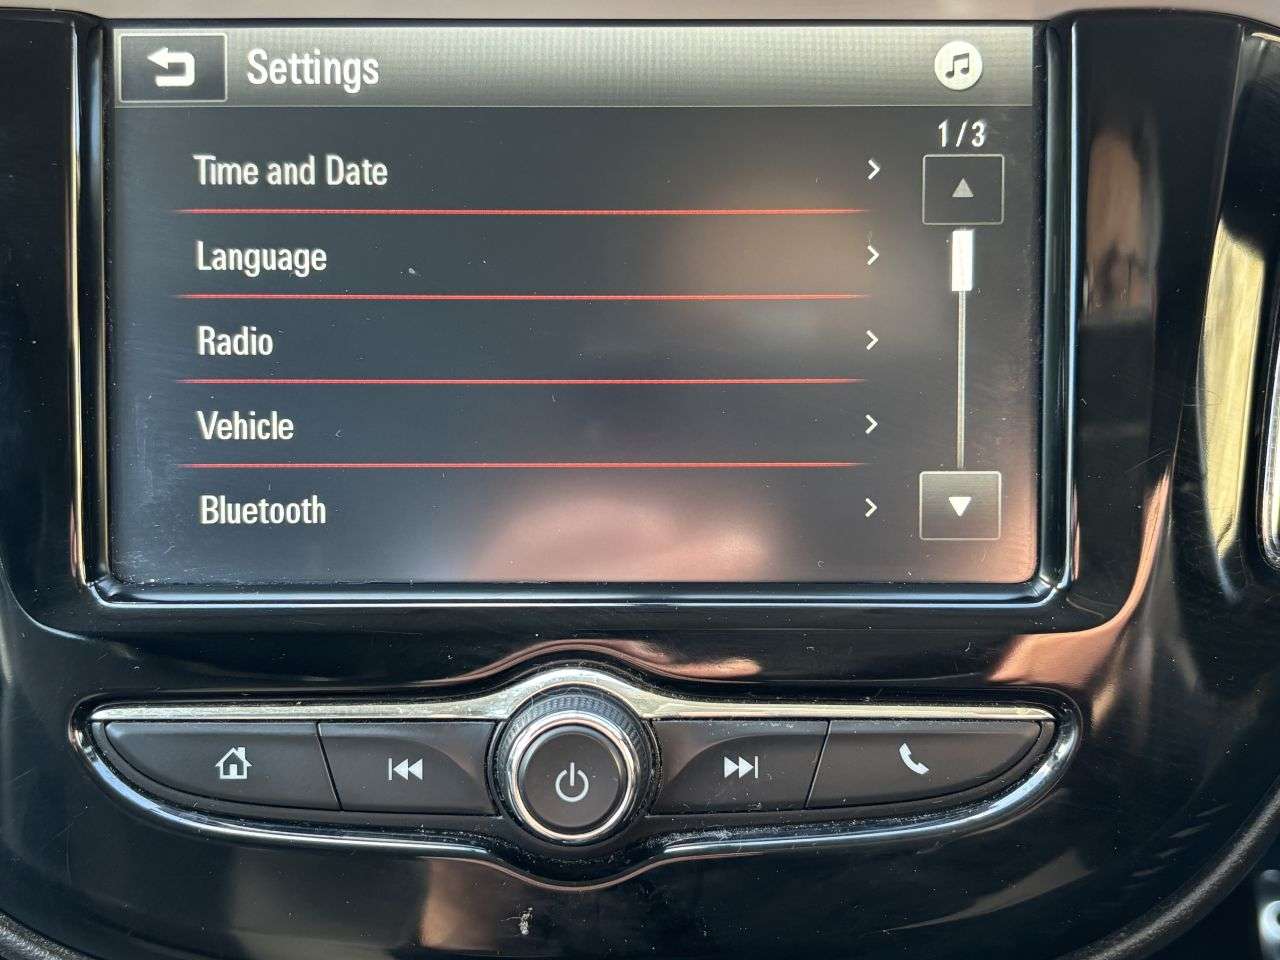 Settings
1/3
Time and Date
Language
Radio
Vehicle
Bluetooth